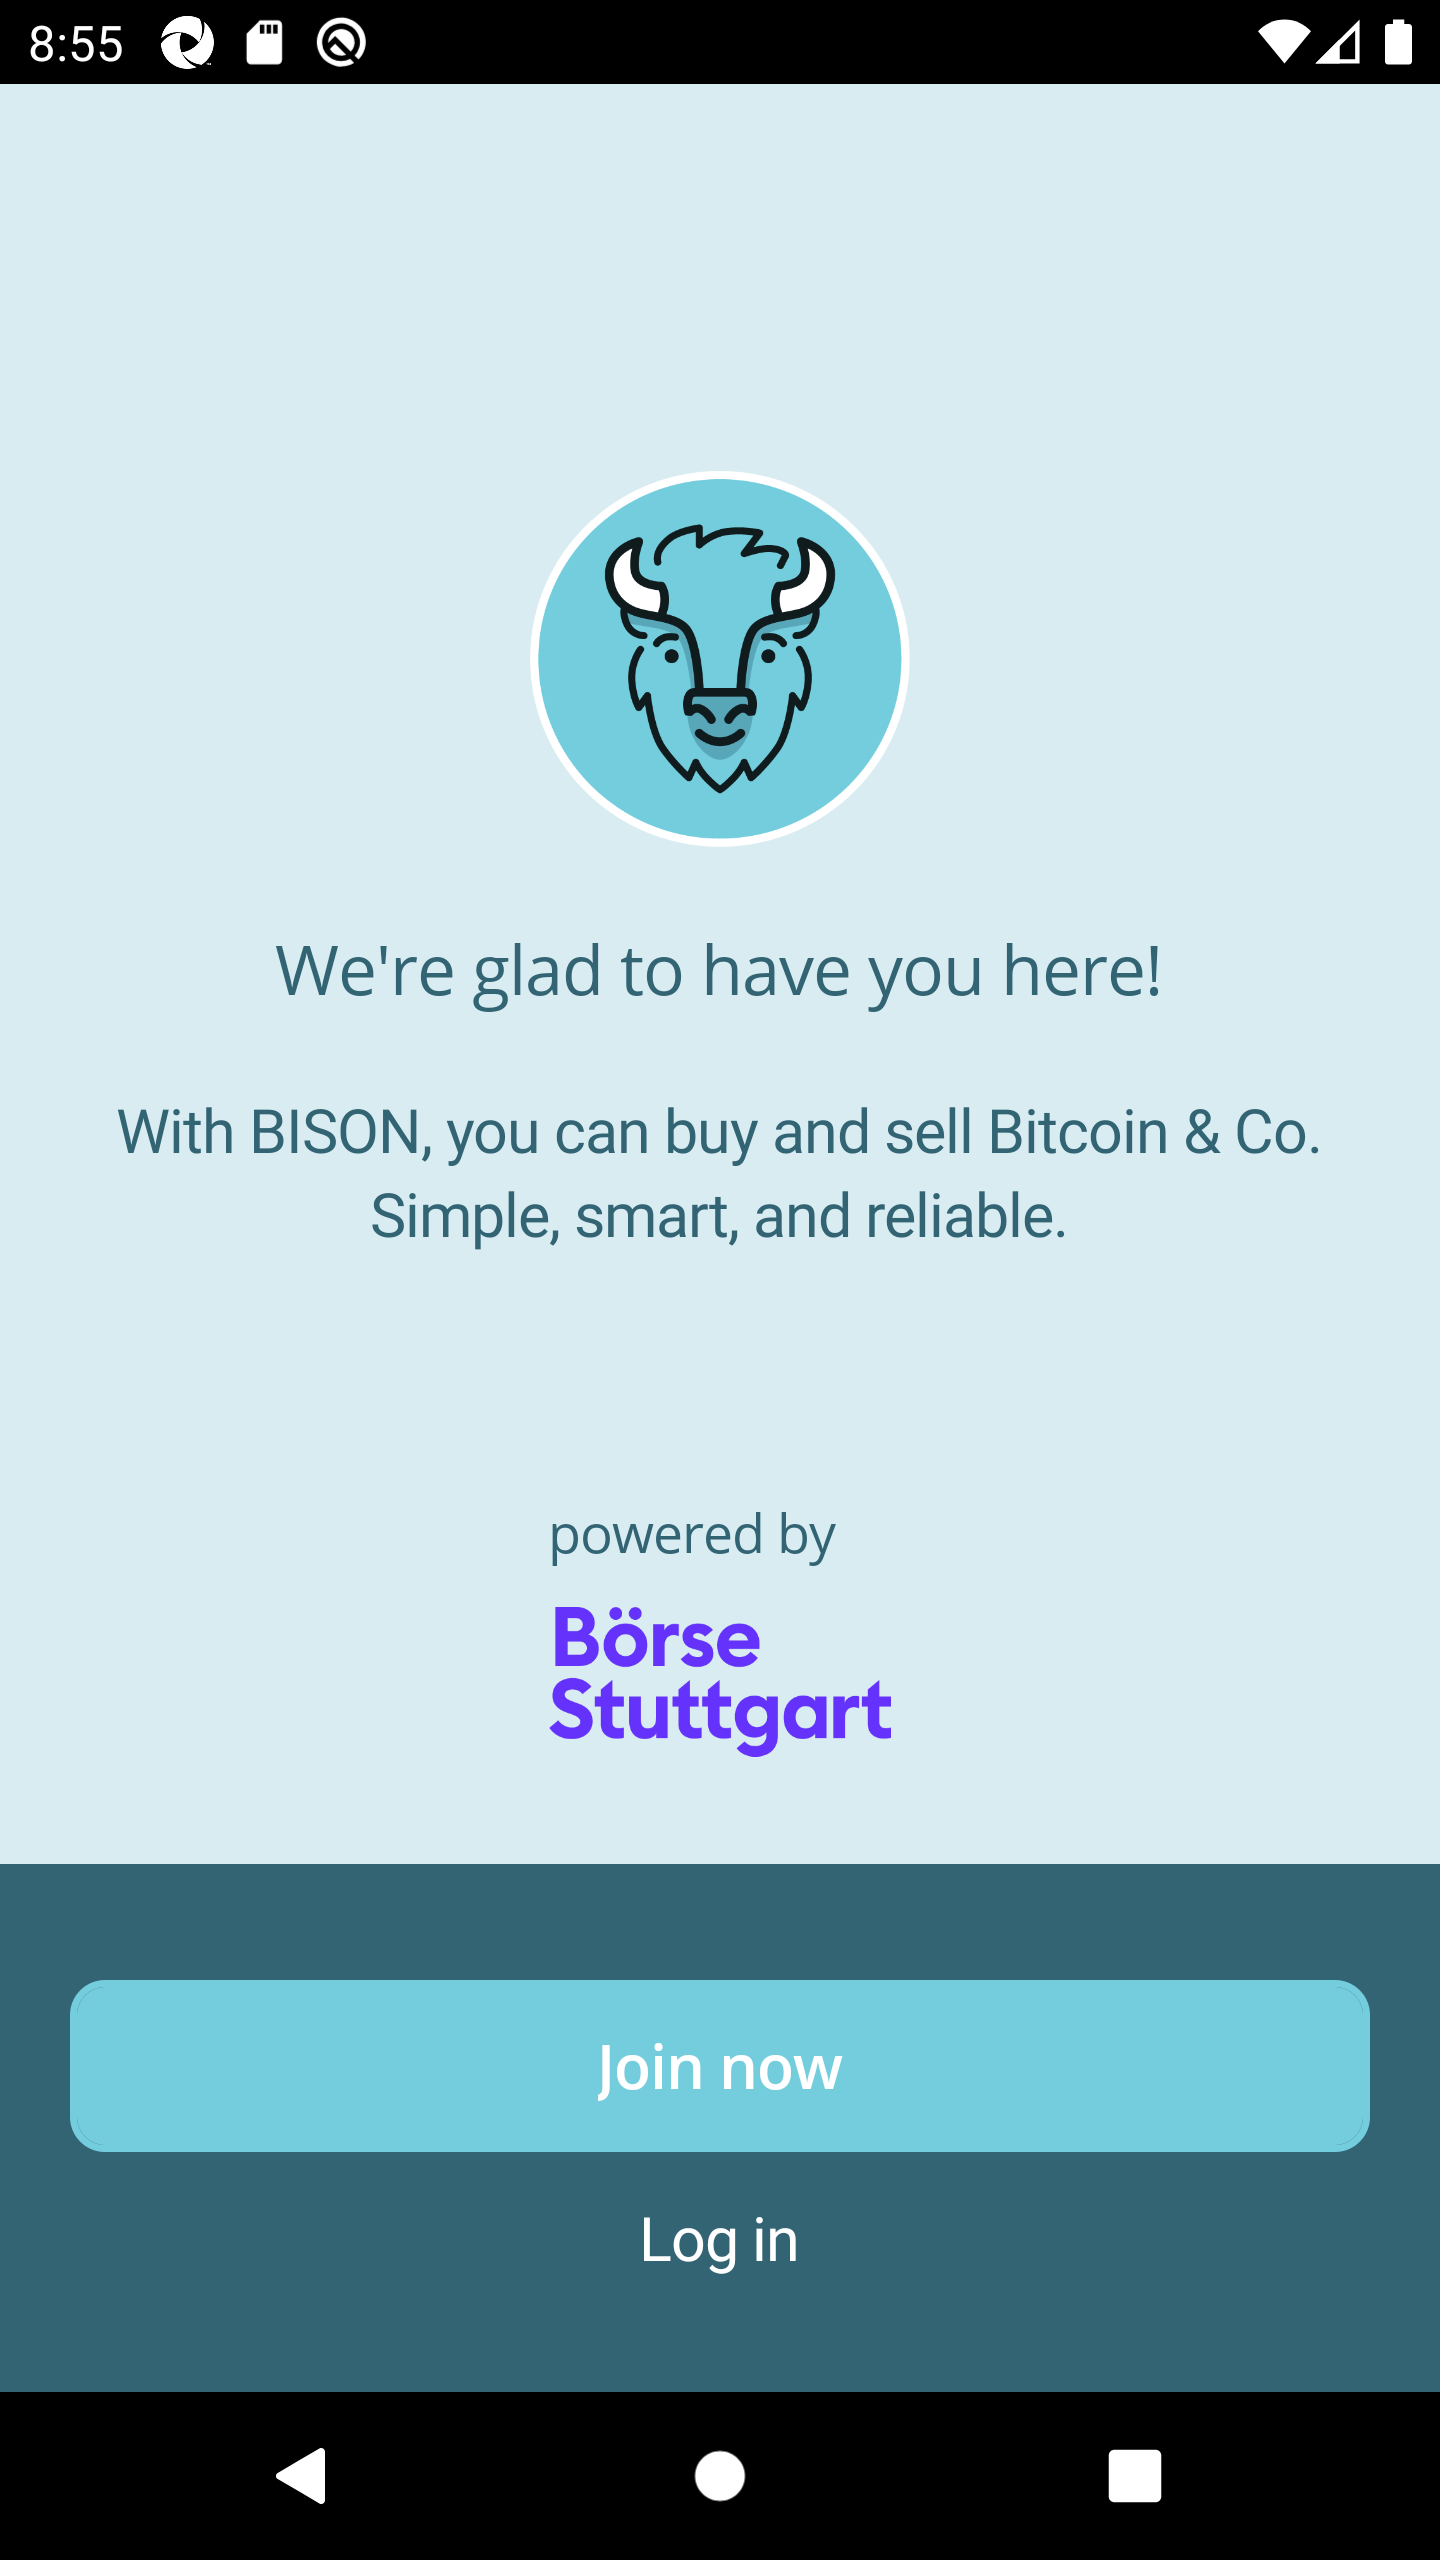 8:55
We're glad to have you here!
With BISON, you can buy and sell Bitcoin & Co.
Simple, smart, and reliable.
powered by
Börse
Stuttgart
Join now
Log in